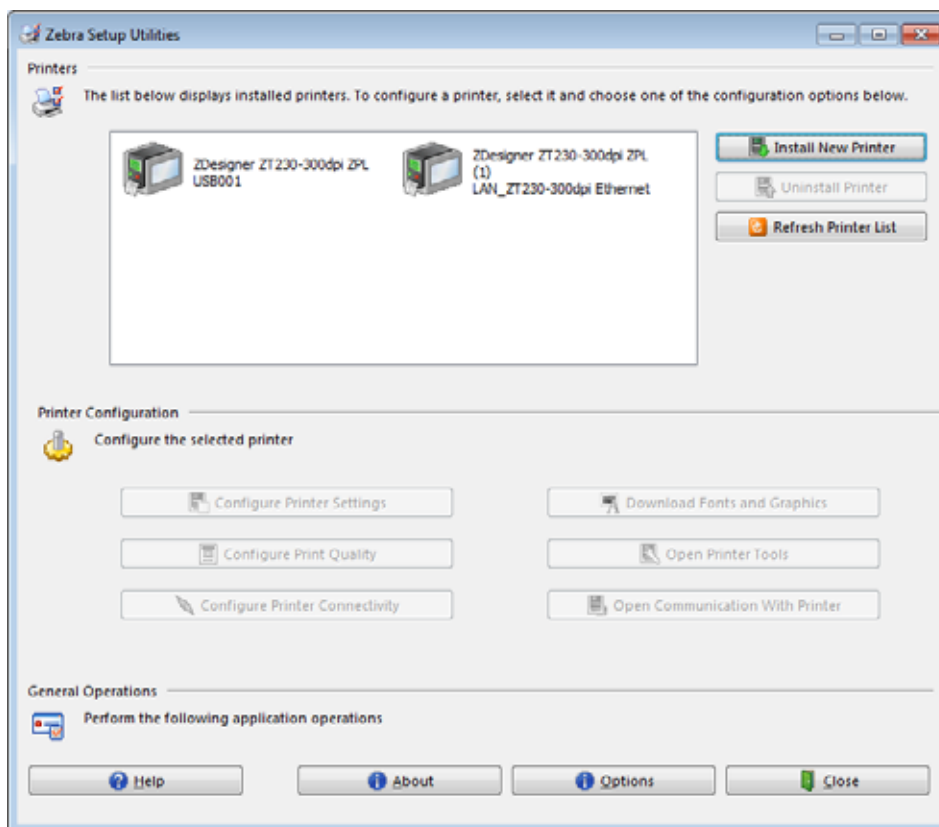 Zebra Setup Utilities
Printers
The list below displays installed printers. To configure a printer, select it and choose one of the configuration options below.
ZDesigner ZT230-300dpi ZPL
USB001
ZDesigner ZT230-300dpi ZPL
(1)
LAN_ZT230-300dpi Ethernet
Install New Printer
Uninstall Printer
Refresh Printer List
Printer Configuration
Configure the selected printer
Configure Printer Settings
Download Fonts and Graphics
Configure Print Quality
Open Printer Tools
Configure Printer Connectivity
Open Communication With Printer
General Operations
Perform the following application operations
Help
About
Options
Close